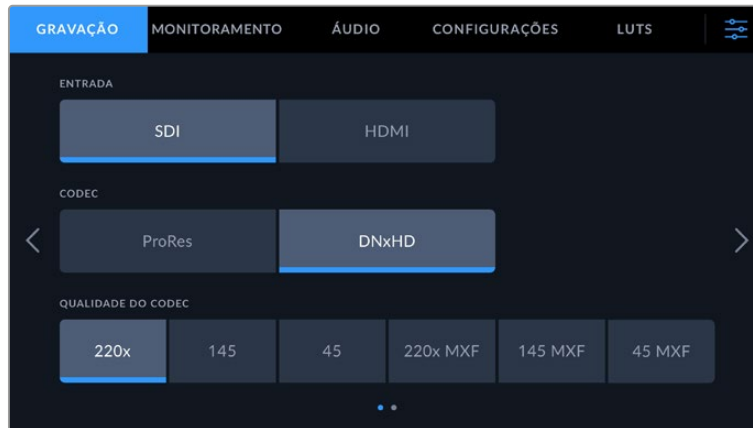 GRAVAÇÃO MONITORAMENTO ÁUDIO CONFIGURAÇÕES LUTS
ENTRADA
SDI HDMI
CODEC
ProRes DNxHD
QUALIDADE DO CODEC
220x 145 45 220x MXF 145 MXF 45 MXF